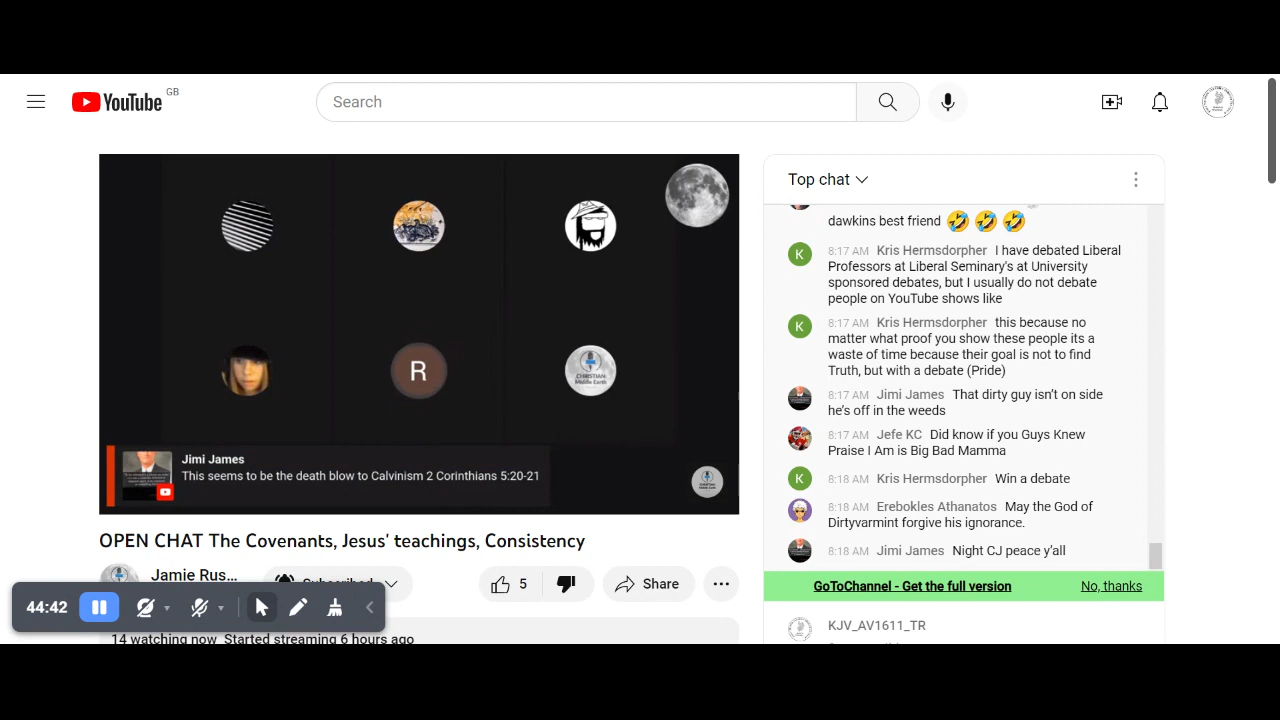 YouTube GB
Search
Top chat
dawkins best friend 🤣 🤣 🤣
K 8:17 AM Kris Hermsdorpher I have debated Liberal
Professors at Liberal Seminary's at University
sponsored debates, but I usually do not debate
people on YouTube shows like
K 8:17 AM Kris Hermsdorpher this because no
matter what proof you show these people its a
waste of time because their goal is not to find
Truth, but with a debate (Pride)
8:17 AM Jimi James That dirty guy isn't on side
he's off in the weeds
8:17 AM Jefe KC Did know if you Guys Knew
Praise I Am is Big Bad Mamma
K 8:18 AM Kris Hermsdorpher Win a debate
8:18 AM Erebokles Athanatos May the God of
Dirtyvarmint forgive his ignorance.
8:18 AM Jimi James Night CJ peace y'all
GoToChannel - Get the full version No, thanks
KJV_AV1611_TR
R
CHRISTIAN
Middle Earth
Jimi James
This seems to be the death blow to Calvinism 2 Corinthians 5:20-21
OPEN CHAT The Covenants, Jesus' teachings, Consistency
Jamie Rus...
Subscribed
5
Share
44:42
14 watching now Started streaming 6 hours ago